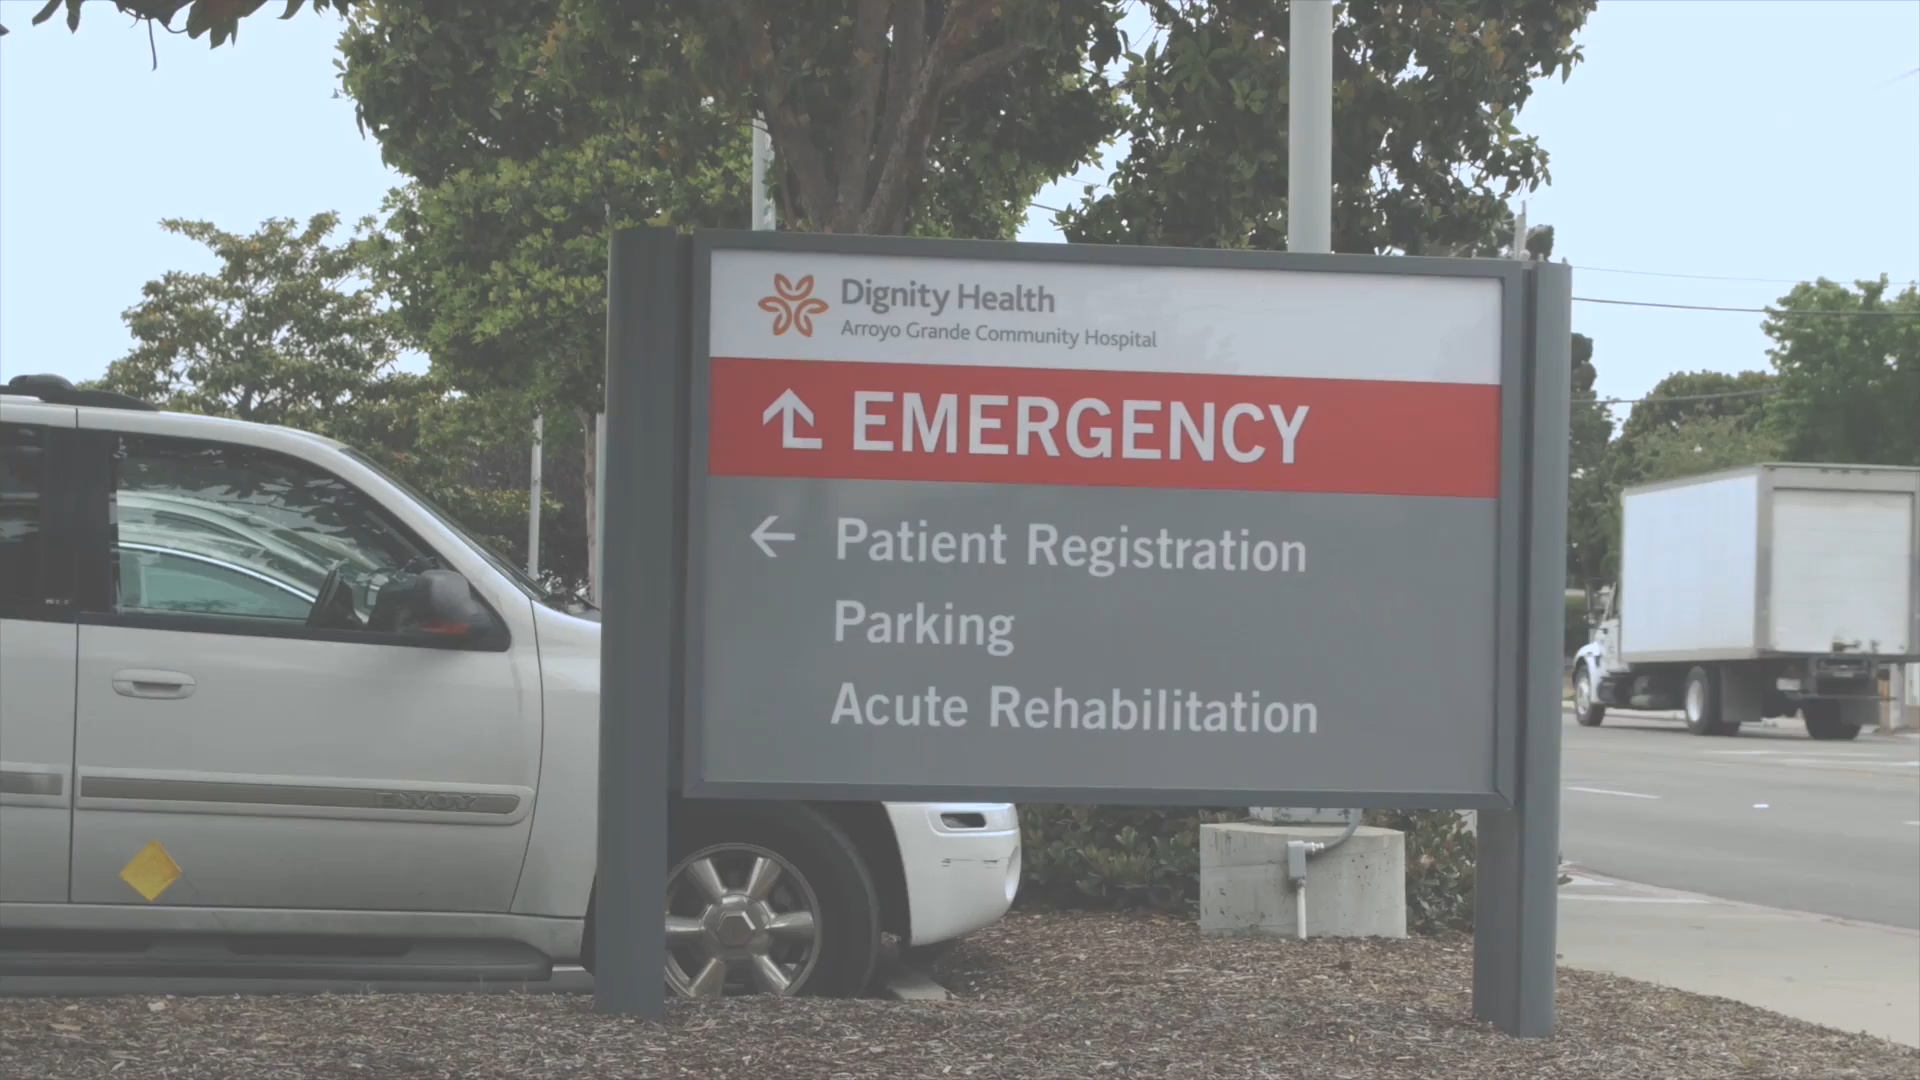 Dignity Health
Arroyo Grande Community Hospital
EMERGENCY
Patient Registration
Parking
Acute Rehabilitation
ENVOY